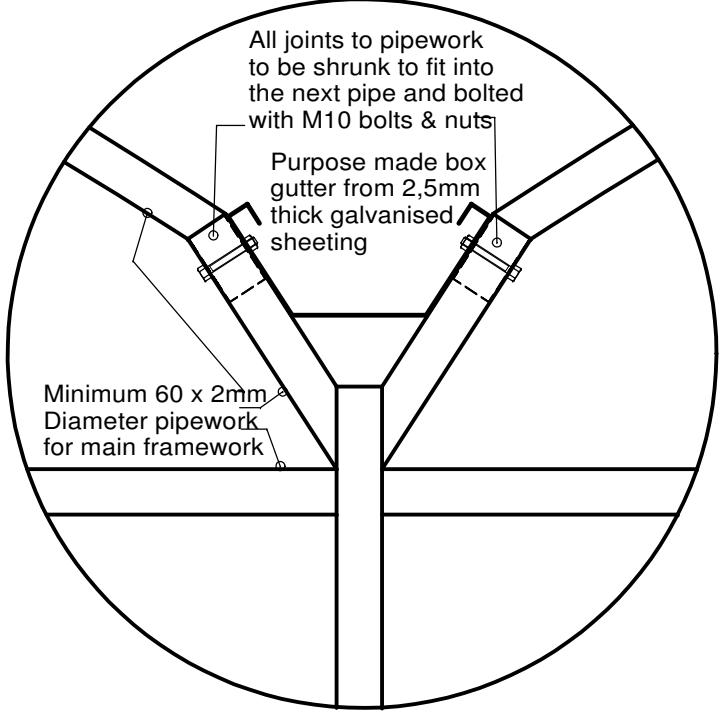 All joints to pipework
to be shrunk to fit into
the next pipe and bolted
with M10 bolts & nuts
Purpose made box
gutter from 2,5mm
thick galvanised
sheeting
Minimum 60 x 2mm
Diameter pipework
for main framework